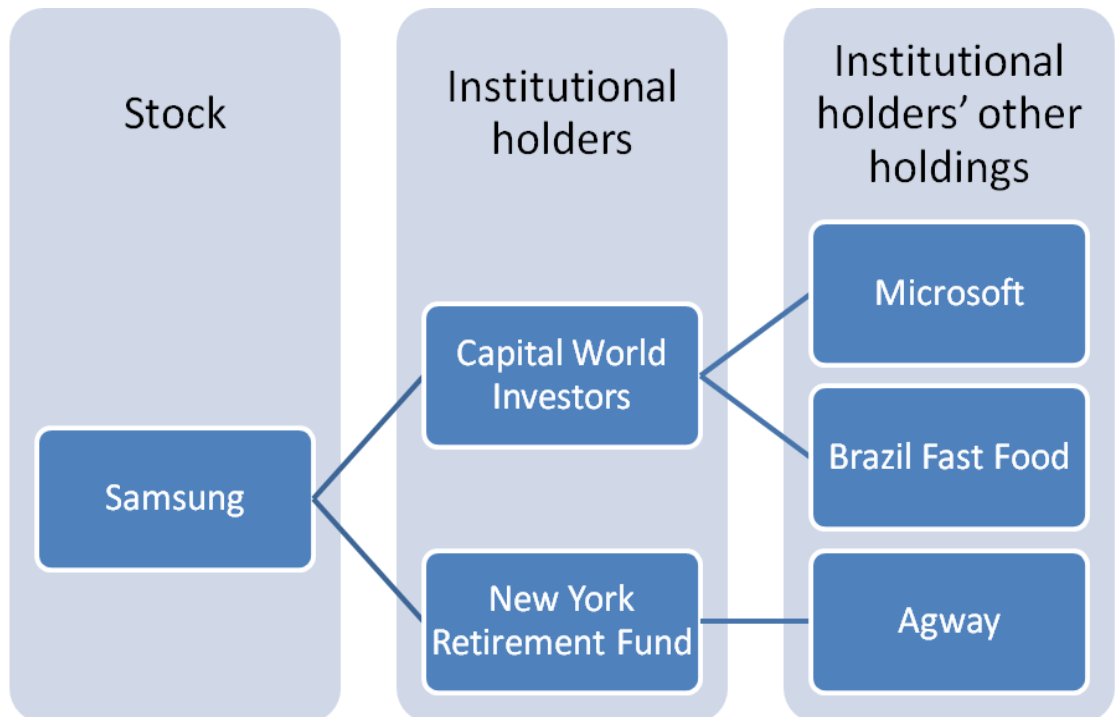 Stock
Institutional
holders
Institutional
holders’ other
holdings
Samsung
Capital World
Investors
New York
Retirement Fund
Microsoft
Brazil Fast Food
Agway